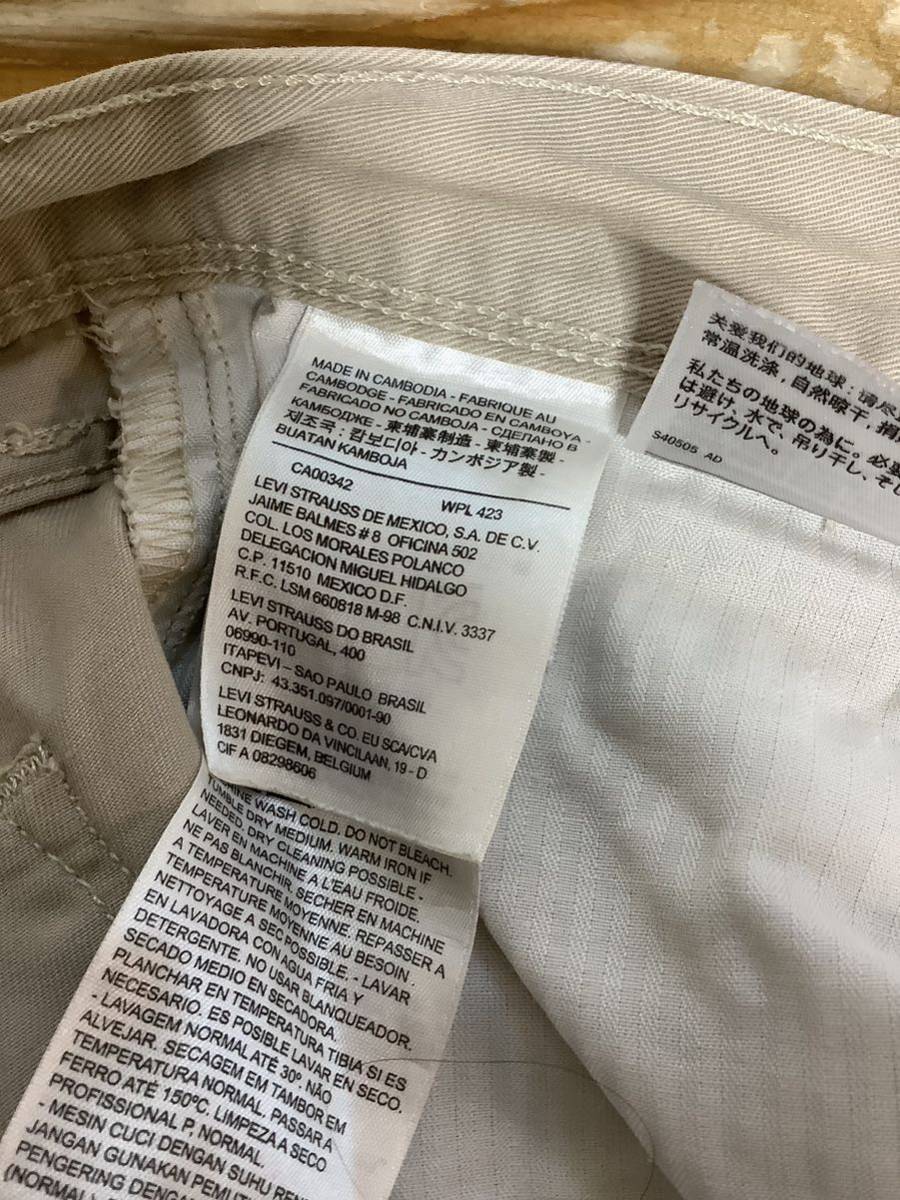 MADE IN CAMBODIA - FABRIQUE AU
CAMBODGE - FABRICADO EN CAMBOYA -
FABRICADO NO CAMBOJA - СДЕЛАНО В
КАМБОДЖЕ - 柬埔寨制造 - 柬埔寨製 -
제조국 : 캄보디아 - カンボジア製 -
BUATAN KAMBOJA
CA00342 WPL 423
LEVI STRAUSS DE MEXICO, S.A. DE C.V.
JAIME BALMES # 8 OFICINA 502
COL. LOS MORALES POLANCO
DELEGACION MIGUEL HIDALGO
C.P. 11510 MEXICO D.F.
R.F.C. LSM 660818 M-98 C.N.I.V. 3337
LEVI STRAUSS DO BRASIL
AV. PORTUGAL, 400
06990-110
ITAPEVI – SAO PAULO BRASIL
CNPJ: 43.351.097/0001-90
LEVI STRAUSS & CO. EU SCA/CVA
LEONARDO DA VINCILAAN, 19 - D
1831 DIEGEM, BELGIUM
CIF A 08298606
WASH COLD. DO NOT BLEACH.
TUMBLE DRY MEDIUM. WARM IRON IF
NEEDED. DRY CLEANING POSSIBLE -
LAVER EN MACHINE A L'EAU FROIDE.
NE PAS BLANCHIR. SECHER EN MACHINE
A TEMPERATURE MOYENNE. REPASSER A
TEMPERATURE MOYENNE AU BESOIN .
NETTOYAGE A SEC POSSIBLE. - LAVAR
EN LAVADORA CON AGUA FRIA Y
DETERGENTE. NO USAR BLANQUEADOR.
SECADO MEDIO EN SECADORA.
PLANCHAR EN TEMPERATURA TIBIA SI ES
NECESARIO. ES POSIBLE LAVAR EN SECO.
- LAVAGEM NORMAL ATÉ 30º. NÃO
ALVEJAR. SECAGEM EM TAMBOR EM
TEMPERATURA NORMAL. PASSAR A
FERRO ATÉ 150ºC. LIMPEZA A SECO
PROFISSIONAL P, NORMAL.
- MESIN CUCI DENGAN SUHU
JANGAN GUNAKAN
PENGERING
(NORMAL)
关爱我们的地球 : 请尽
常温洗涤 , 自然晾干 ,
私たちの地球の為に。必要
は避け、水で、吊り干し、そし
リサイクルへ。
S4050S AD